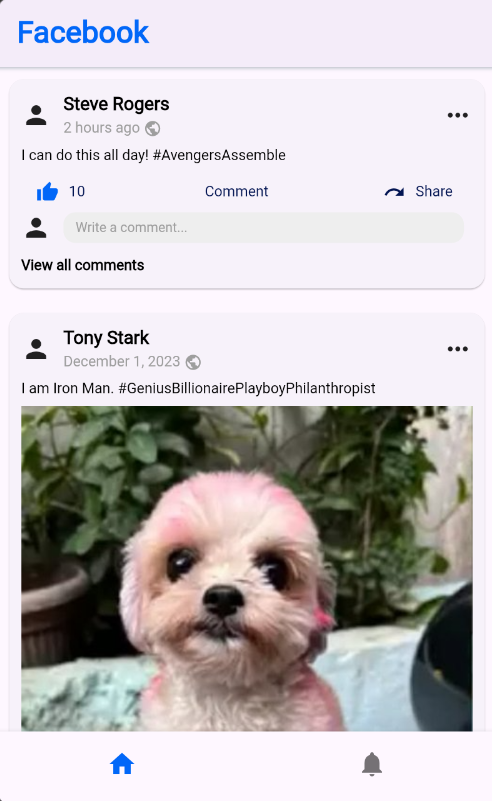 Facebook
Steve Rogers
2 hours ago
I can do this all day! #AvengersAssemble
10 Comment Share
Write a comment...
View all comments
Tony Stark
December 1, 2023
I am Iron Man. #GeniusBillionairePlayboyPhilanthropist